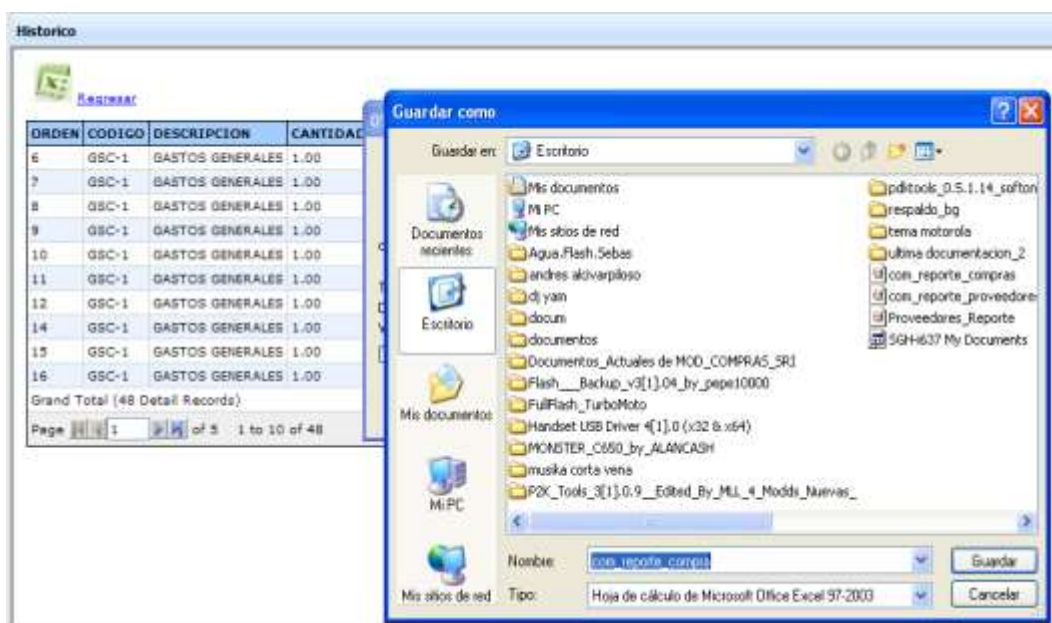 Historico
Regresar
ORDEN CODIGO DESCRIPCION CANTIDAD
6 GSC-1 GASTOS GENERALES 1.00
7 GSC-1 GASTOS GENERALES 1.00
8 GSC-1 GASTOS GENERALES 1.00
9 GSC-1 GASTOS GENERALES 1.00
10 GSC-1 GASTOS GENERALES 1.00
11 GSC-1 GASTOS GENERALES 1.00
12 GSC-1 GASTOS GENERALES 1.00
14 GSC-1 GASTOS GENERALES 1.00
15 GSC-1 GASTOS GENERALES 1.00
16 GSC-1 GASTOS GENERALES 1.00
Grand Total (48 Detail Records)
Page 1 of 5 1 to 10 of 48
Guardar como
Guardar en: Escritorio
Documentos recientes
Escritorio
Mis documentos
Mi PC
Mis sitios de red
Mis documentos
Mi PC
Mis sitios de red
Agua.Flash.Sebas
andres alcivarpiloso
dj yam
docum
documentos
Documentos_Actuales de MOD_COMPRAS_SRI
Flash___Backup_v3[1].04_by_pepe10000
FullFlash_TurboMoto
Handset USB Driver 4[1].0 (x32 & x64)
MONSTER_C650_by_ALANCASH
musika corta vena
P2K_Tools_3[1].0.9__Edited_By_MLL_4_Modds_Nuevas_
pdktools_0.5.1.14_softon
respaldo_bg
tema motorola
ultima documentacion_2
com_reporte_compras
com_reporte_proveedores
Proveedores_Reporte
SGH-i637 My Documents
Nombre: com_reporte_compra Guardar
Tipo: Hoja de cálculo de Microsoft Office Excel 97-2003 Cancelar